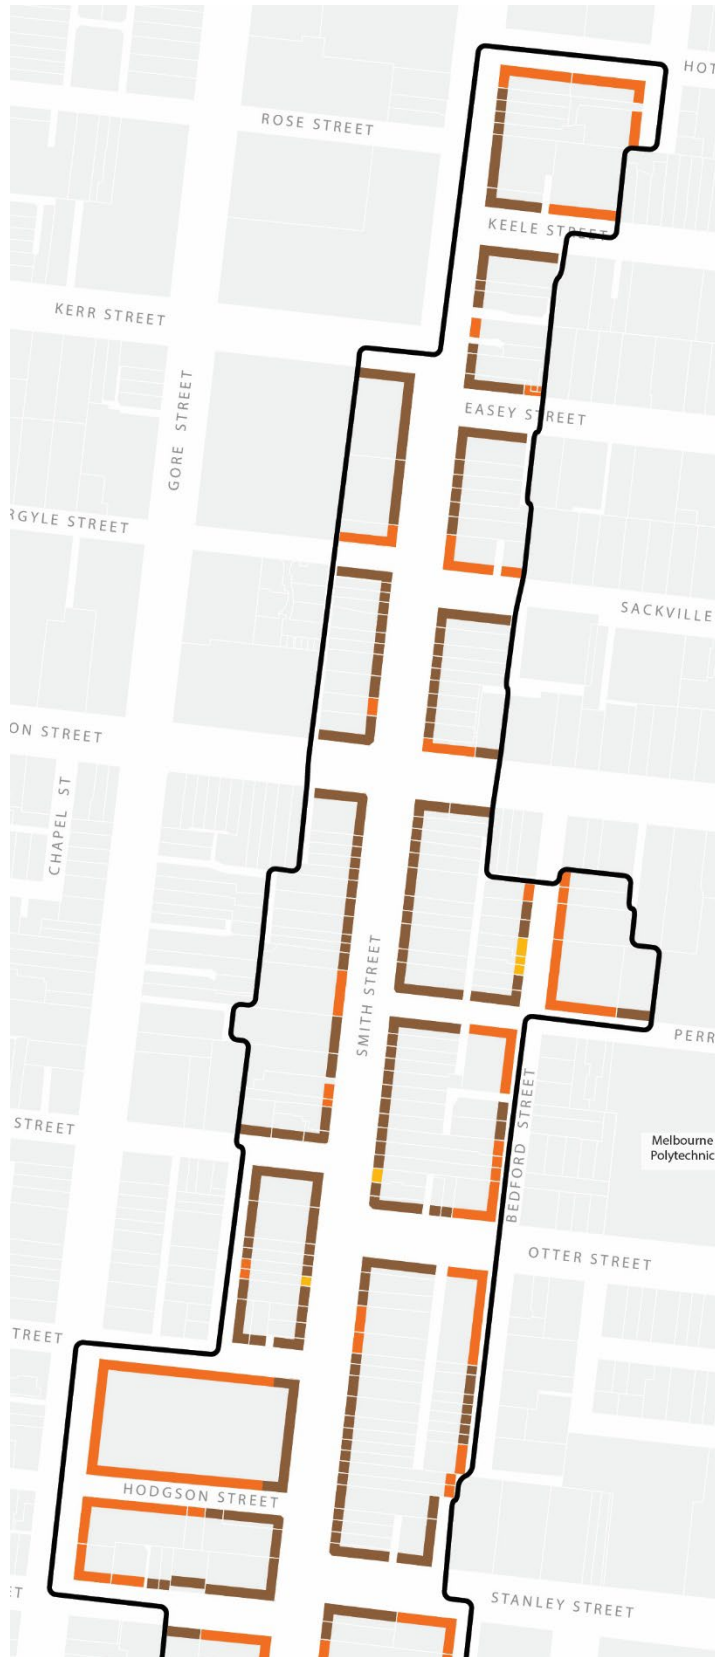 HOT
ROSE STREET
KEELE STREET
KERR STREET
GORE STREET
EASEY STREET
RGYLE STREET
SACKVILLE
ON STREET
CHAPEL ST
SMITH STREET
PERR
STREET
BEDFORD STREET
Melbourne
Polytechnic
OTTER STREET
TREET
HODGSON STREET
ET
STANLEY STREET